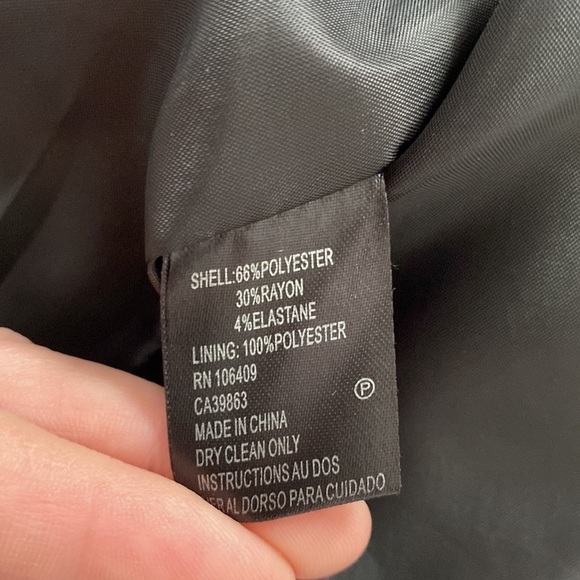 SHELL:66%POLYESTER
30%RAYON
4%ELASTANE
LINING: 100%POLYESTER
RN 106409
CA39863
P
MADE IN CHINA
DRY CLEAN ONLY
INSTRUCTIONS AU DOS
AL DORSO PARA CUIDADO